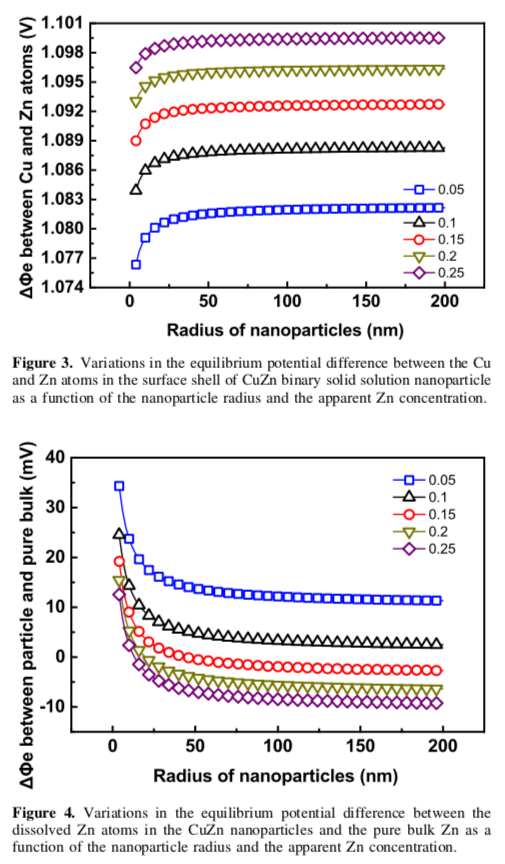 1.101
1.098
1.095
1.092
1.089
1.086
1.083
1.080
1.077
1.074
ΔΦe between Cu and Zn atoms (V)
0.05
0.1
0.15
0.2
0.25
0 50 100 150 200
Radius of nanoparticles (nm)
Figure 3. Variations in the equilibrium potential difference between the Cu
and Zn atoms in the surface shell of CuZn binary solid solution nanoparticle
as a function of the nanoparticle radius and the apparent Zn concentration.
40
30
20
10
0
-10
ΔΦe between particle and pure bulk (mV)
0.05
0.1
0.15
0.2
0.25
0 50 100 150 200
Radius of nanoparticles (nm)
Figure 4. Variations in the equilibrium potential difference between the
dissolved Zn atoms in the CuZn nanoparticles and the pure bulk Zn as a
function of the nanoparticle radius and the apparent Zn concentration.